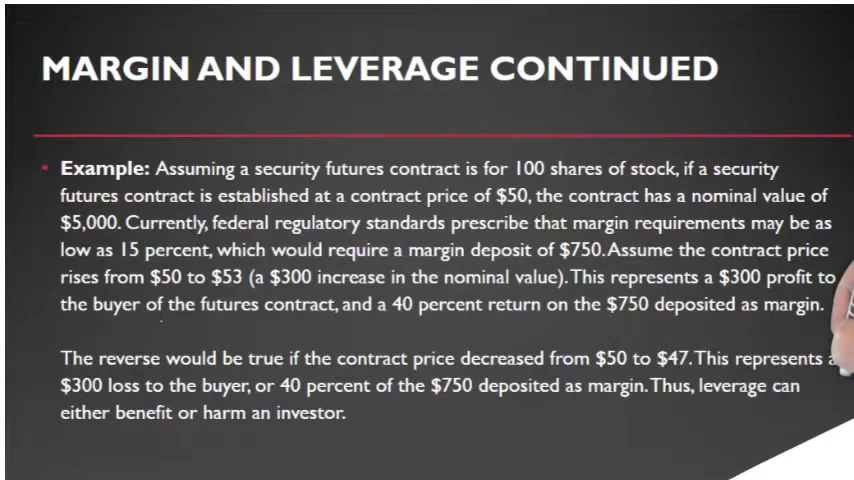 MARGIN AND LEVERAGE CONTINUED
• Example: Assuming a security futures contract is for 100 shares of stock, if a security
futures contract is established at a contract price of $50, the contract has a nominal value of
$5,000. Currently, federal regulatory standards prescribe that margin requirements may be as
low as 15 percent, which would require a margin deposit of $750. Assume the contract price
rises from $50 to $53 (a $300 increase in the nominal value). This represents a $300 profit to
the buyer of the futures contract, and a 40 percent return on the $750 deposited as margin.
The reverse would be true if the contract price decreased from $50 to $47. This represents a
$300 loss to the buyer, or 40 percent of the $750 deposited as margin. Thus, leverage can
either benefit or harm an investor.